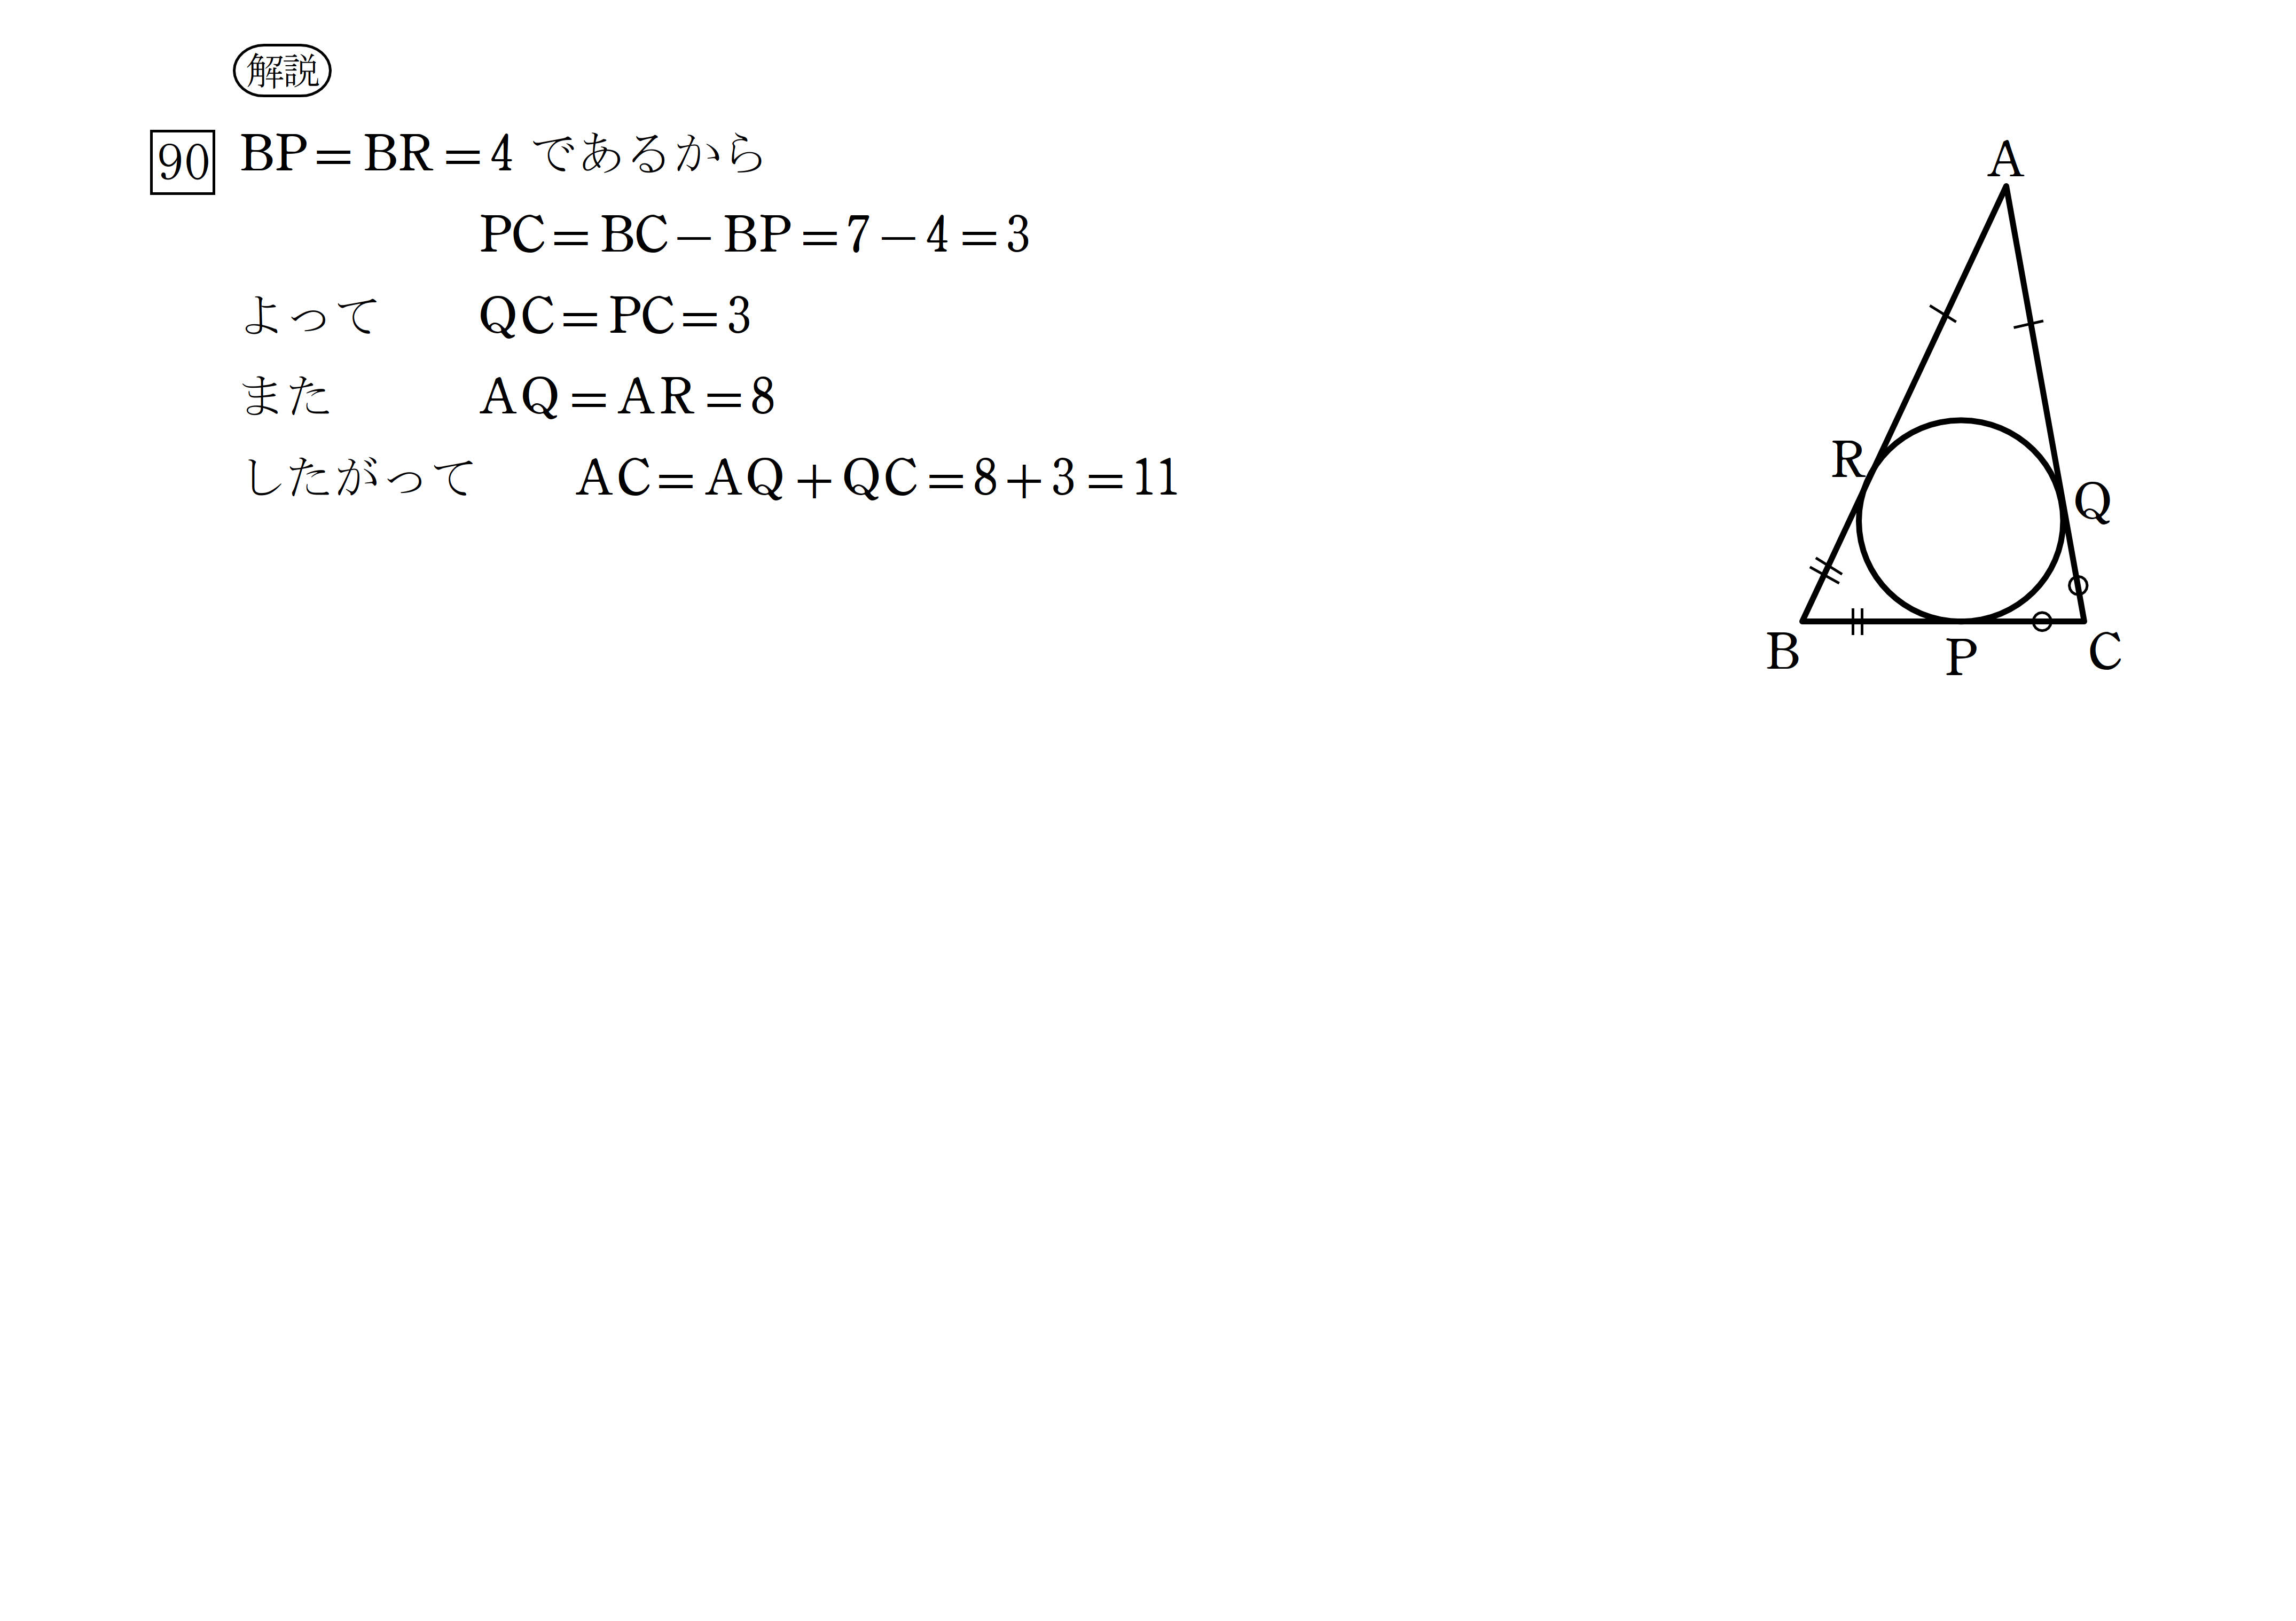 解説
90 BP=BR=4 であるから
PC=BC-BP=7-4=3
よって QC=PC=3
また AQ=AR=8
したがって AC=AQ+QC=8+3=11
A
R
Q
B
P
C